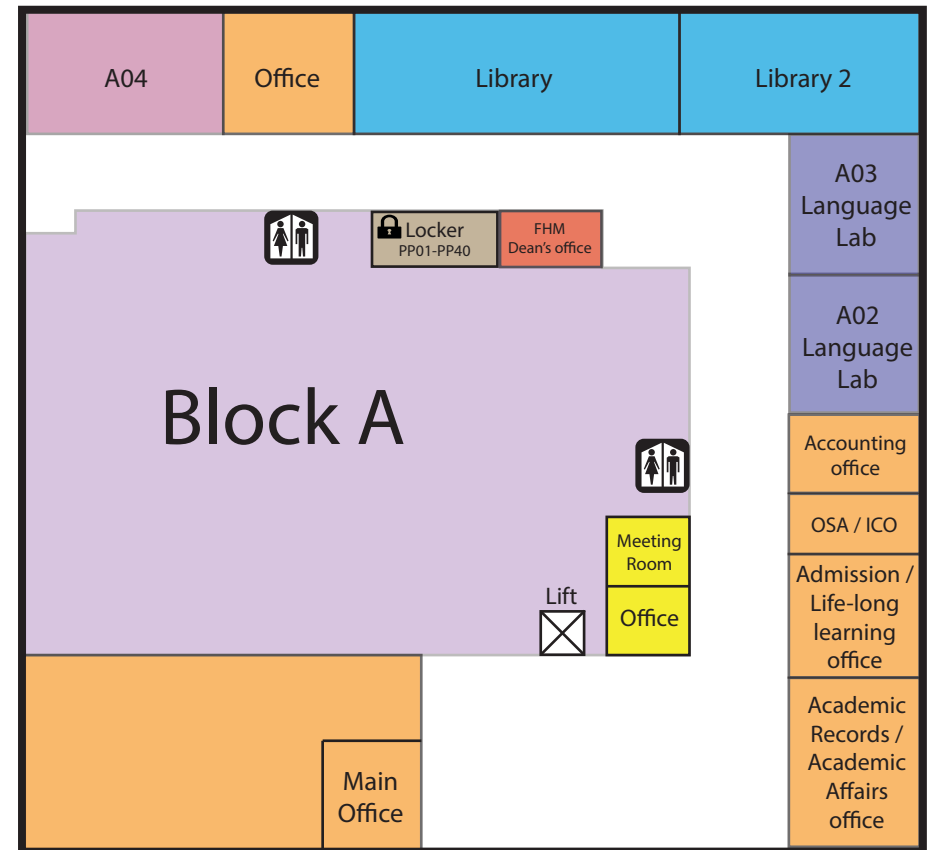 A04
Office
Library
Library 2
A03
Language
Lab
Locker
PP01-PP40
FHM
Dean's office
A02
Language
Lab
Block A
Accounting
office
OSA / ICO
Meeting
Room
Lift
Office
Admission /
Life-long
learning
office
Academic
Records /
Academic
Affairs
office
Main
Office